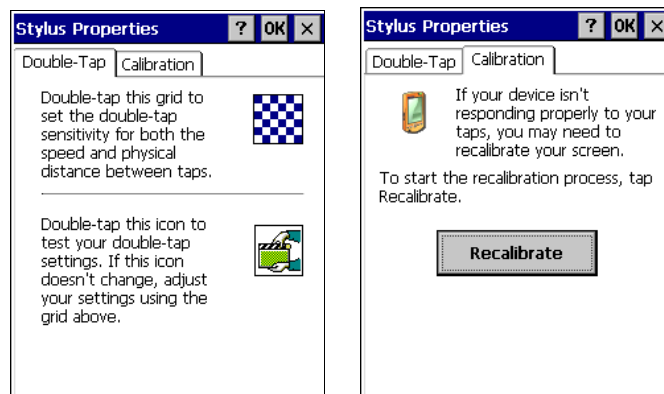 Stylus Properties ? OK ×
Double-Tap Calibration
Double-tap this grid to
set the double-tap
sensitivity for both the
speed and physical
distance between taps.
Double-tap this icon to
test your double-tap
settings. If this icon
doesn't change, adjust
your settings using the
grid above.
Stylus Properties ? OK ×
Double-Tap Calibration
If your device isn't
responding properly to your
taps, you may need to
recalibrate your screen.
To start the recalibration process, tap
Recalibrate.
Recalibrate